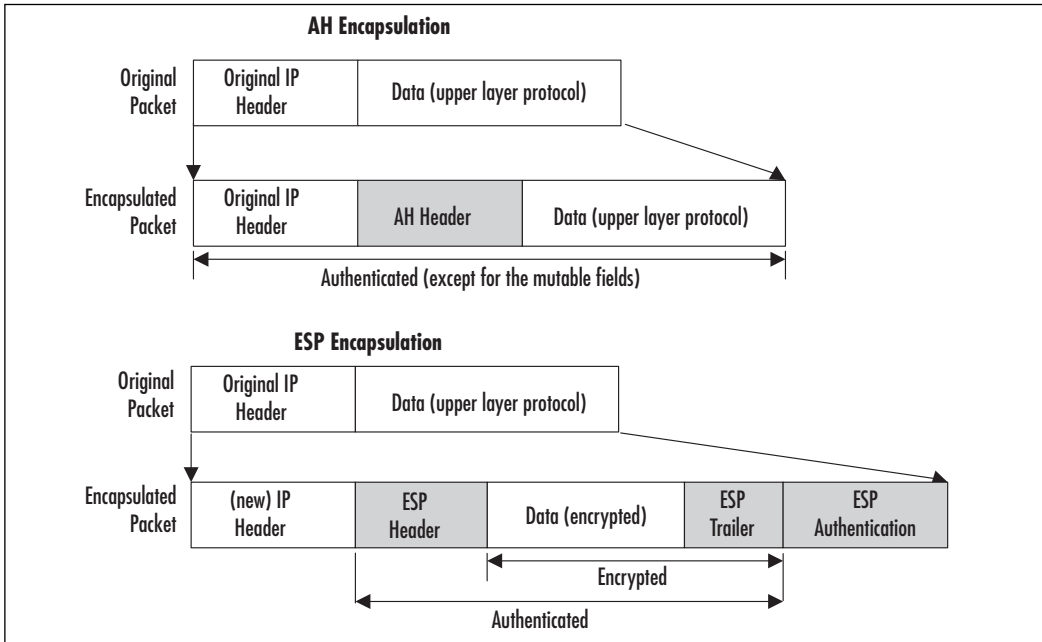 AH Encapsulation
Original
Packet
Original IP
Header
Data (upper layer protocol)
Encapsulated
Packet
Original IP
Header
AH Header
Data (upper layer protocol)
Authenticated (except for the mutable fields)
ESP Encapsulation
Original
Packet
Original IP
Header
Data (upper layer protocol)
Encapsulated
Packet
(new) IP
Header
ESP
Header
Data (encrypted)
ESP
Trailer
ESP
Authentication
Encrypted
Authenticated